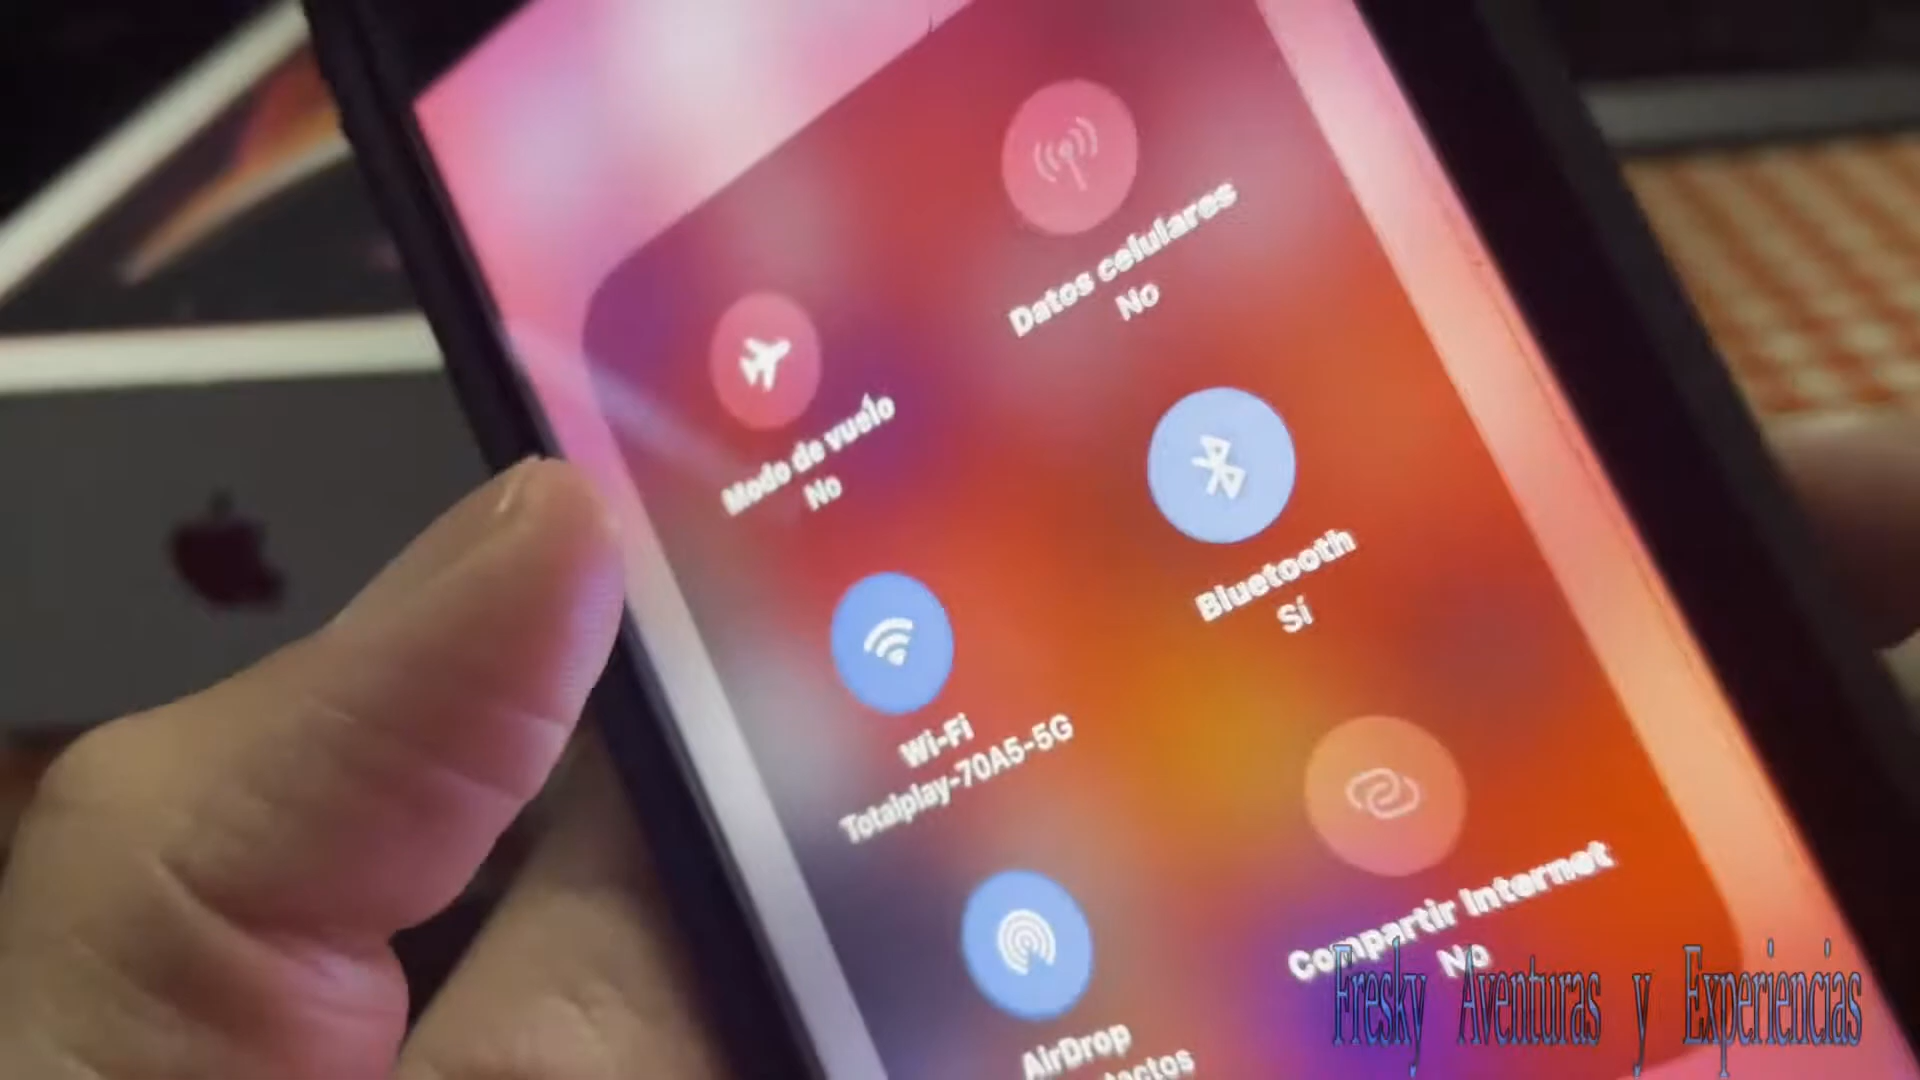 Datos celulares
No
Modo de vuelo
No
Bluetooth
Sí
Wi-Fi
Totalplay-70A5-5G
Compartir Internet
No
AirDrop
Fresky Aventuras y Experiencias